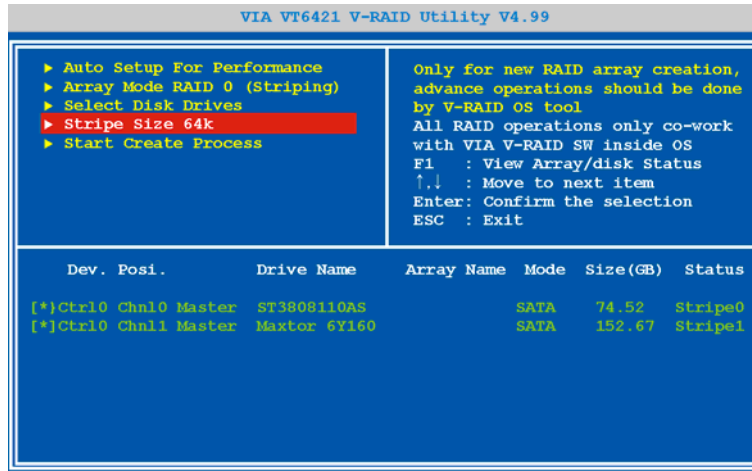 VIA VT6421 V-RAID Utility V4.99
▶ Auto Setup For Performance
▶ Array Mode RAID 0 (Striping)
▶ Select Disk Drives
▶ Stripe Size 64k
▶ Start Create Process
Only for new RAID array creation,
advance operations should be done
by V-RAID OS tool
All RAID operations only co-work
with VIA V-RAID SW inside OS
F1 : View Array/disk Status
↑.↓ : Move to next item
Enter: Confirm the selection
ESC : Exit
Dev. Posi. Drive Name Array Name Mode Size(GB) Status
[*}Ctrl0 Chnl0 Master ST3808110AS SATA 74.52 Stripe0
[*]Ctrl0 Chnl1 Master Maxtor 6Y160 SATA 152.67 Stripe1